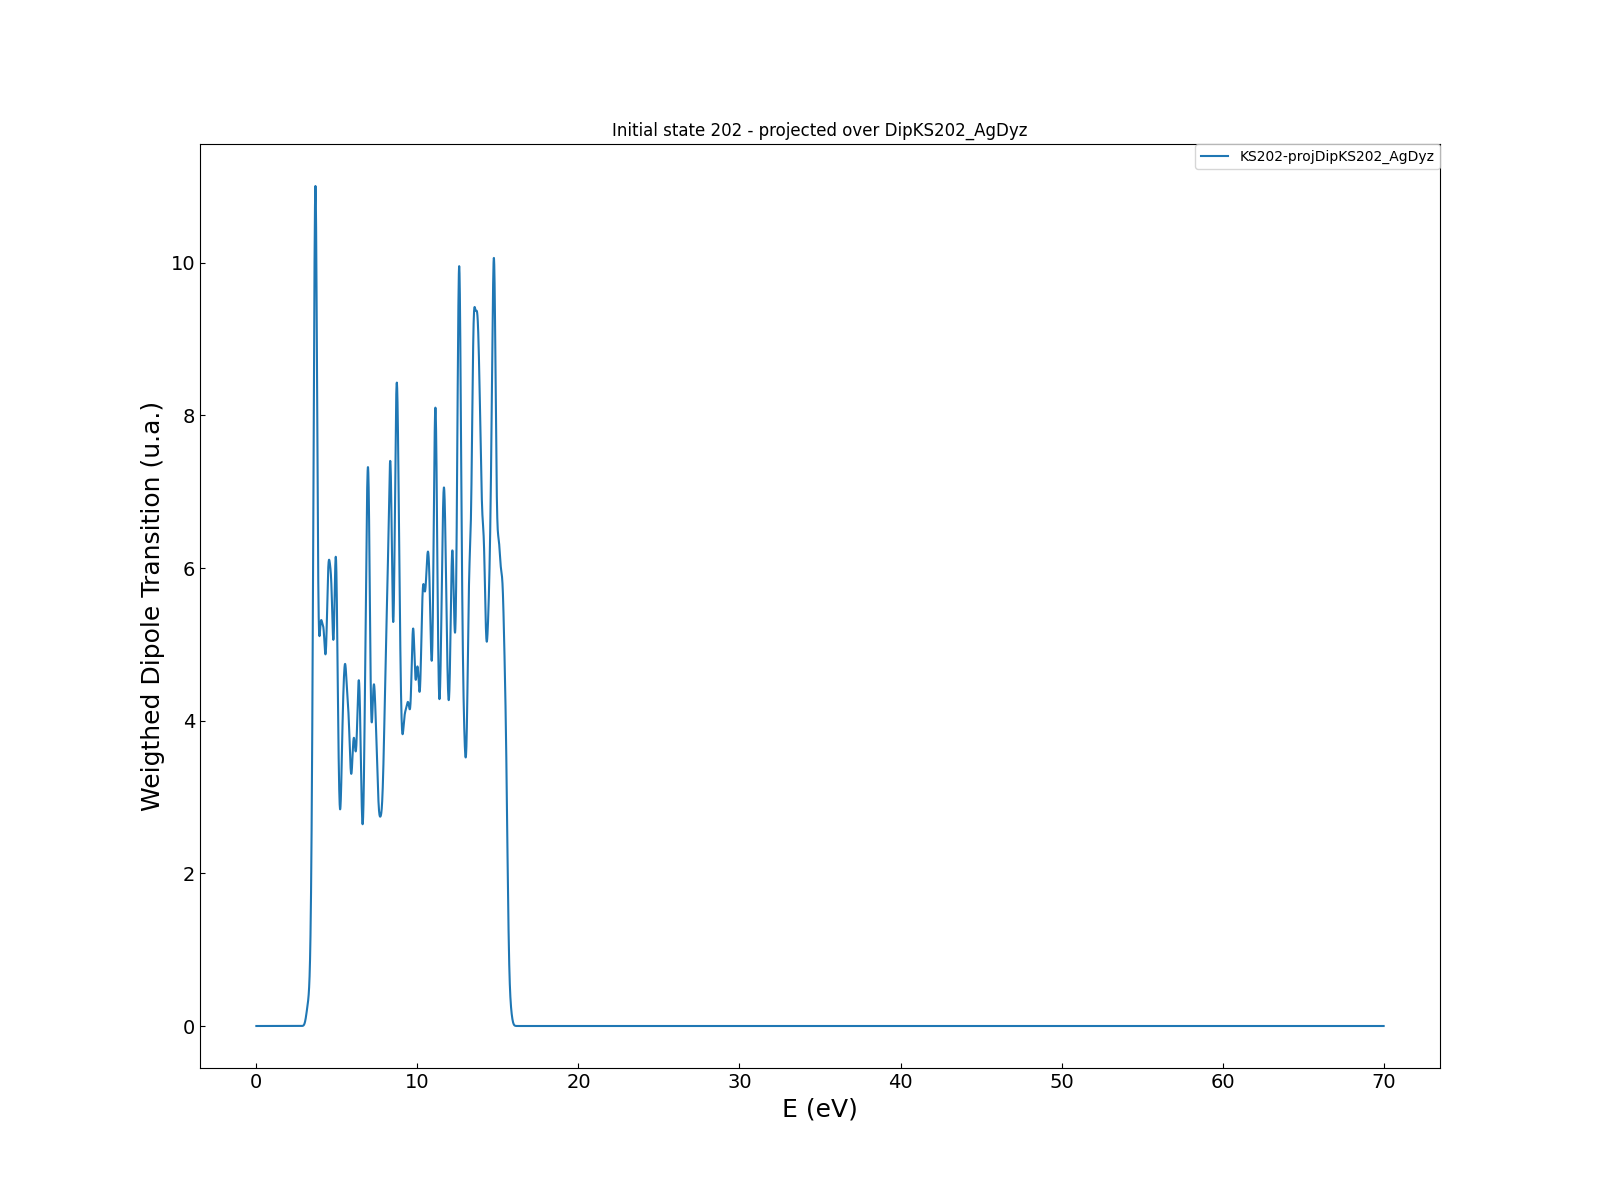 Initial state 202 - projected over DipKS202_AgDyz
KS202-projDipKS202_AgDyz
Weigthed Dipole Transition (u.a.)
10
8
6
4
2
0
0 10 20 30 40 50 60 70
E (eV)